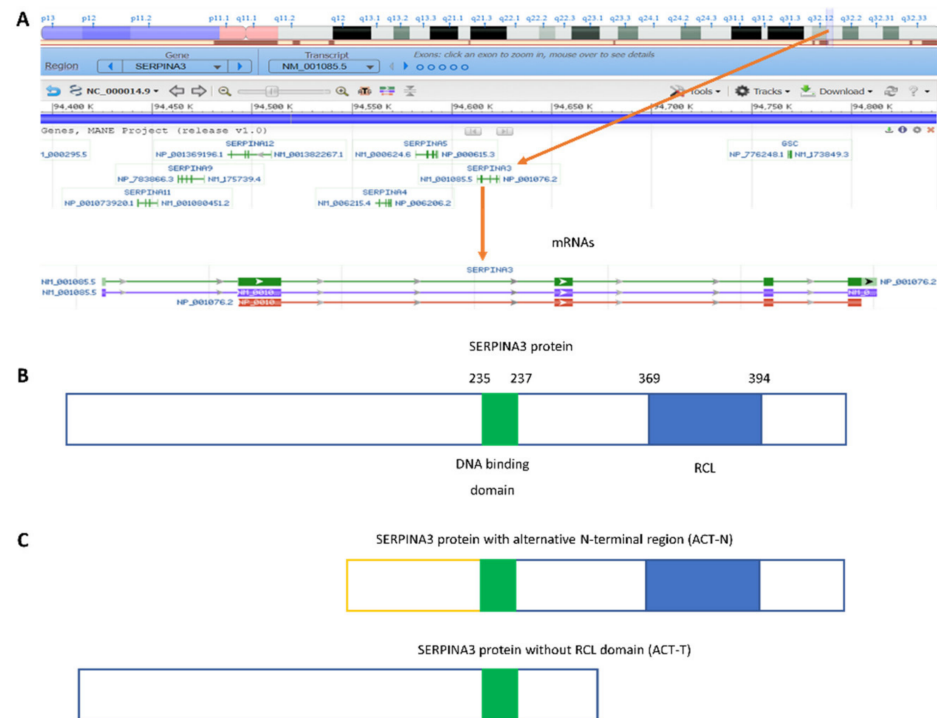 A
p13 p12 p11.2 p11.1 q11.1 q11.2 q12 q13.1 q13.2 q13.3 q21.1 q21.2 q21.3 q22.1 q22.2 q22.3 q23.1 q23.2 q24.1 q24.2 q24.3 q31.1 q31.3 q32.12 q32.2 q32.31 q32.33
Region Gene SERPINA3 Transcript NM_001085.5 Exons: click an exon to zoom in, mouse over to see details
NC_000014.9 Tools Tracks Download ?
94,400 K 94,450 K 94,500 K 94,550 K 94,600 K 94,650 K 94,700 K 94,750 K 94,800 K
Genes, MANE Project (release v1.0)
SERPINA12 SERPINA5 GSC
1_000295.5 NP_001369196.1 NM_001382267.1 NM_000624.6 NP_000615.3 NP_776248.1 NM_173849.3
SERPINA9 SERPINA3
NP_783866.3 NM_175739.4 NM_001085.5 NP_001076.2
SERPINA11 SERPINA4
NP_001073920.1 NM_001080451.2 NM_006215.4 NP_006206.2
mRNAs
SERPINA3
NM_001085.5 NP_001076.2
NM_001085.5 NM_0010 NM_0
NP_001076.2 NP_0010
SERPINA3 protein
B
235 237 369 394
DNA binding
domain
RCL
C
SERPINA3 protein with alternative N-terminal region (ACT-N)
SERPINA3 protein without RCL domain (ACT-T)